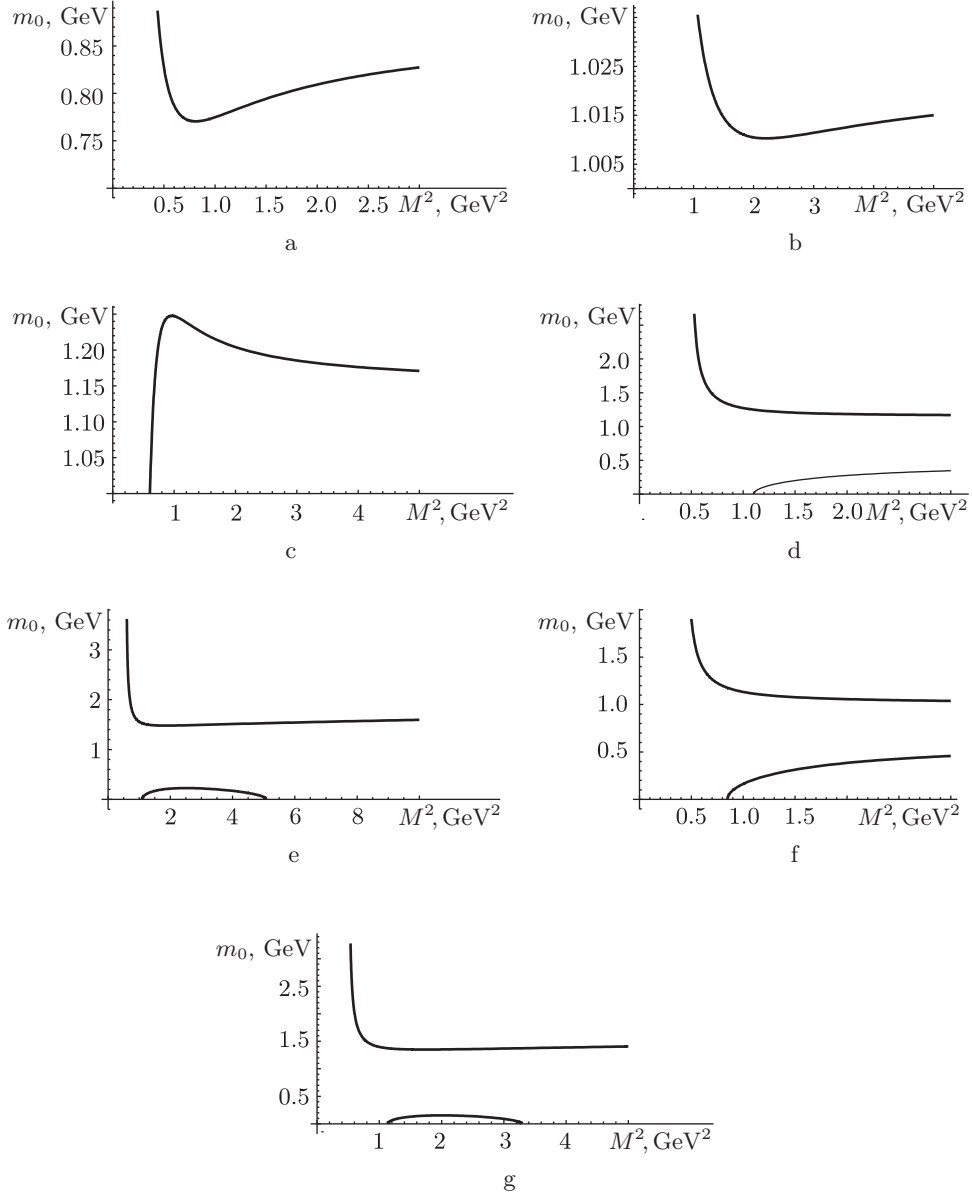 m₀, GeV
0.85
0.80
0.75
0.5 1.0 1.5 2.0 2.5 M², GeV²
a
m₀, GeV
1.025
1.015
1.005
1 2 3 M², GeV²
b
m₀, GeV
1.20
1.15
1.10
1.05
1 2 3 4 M², GeV²
c
m₀, GeV
2.0
1.5
1.0
0.5
0.5 1.0 1.5 2.0 M², GeV²
d
m₀, GeV
3
2
1
2 4 6 8 M², GeV²
e
m₀, GeV
1.5
1.0
0.5
0.5 1.0 1.5 M², GeV²
f
m₀, GeV
2.5
1.5
0.5
1 2 3 4 M², GeV²
g